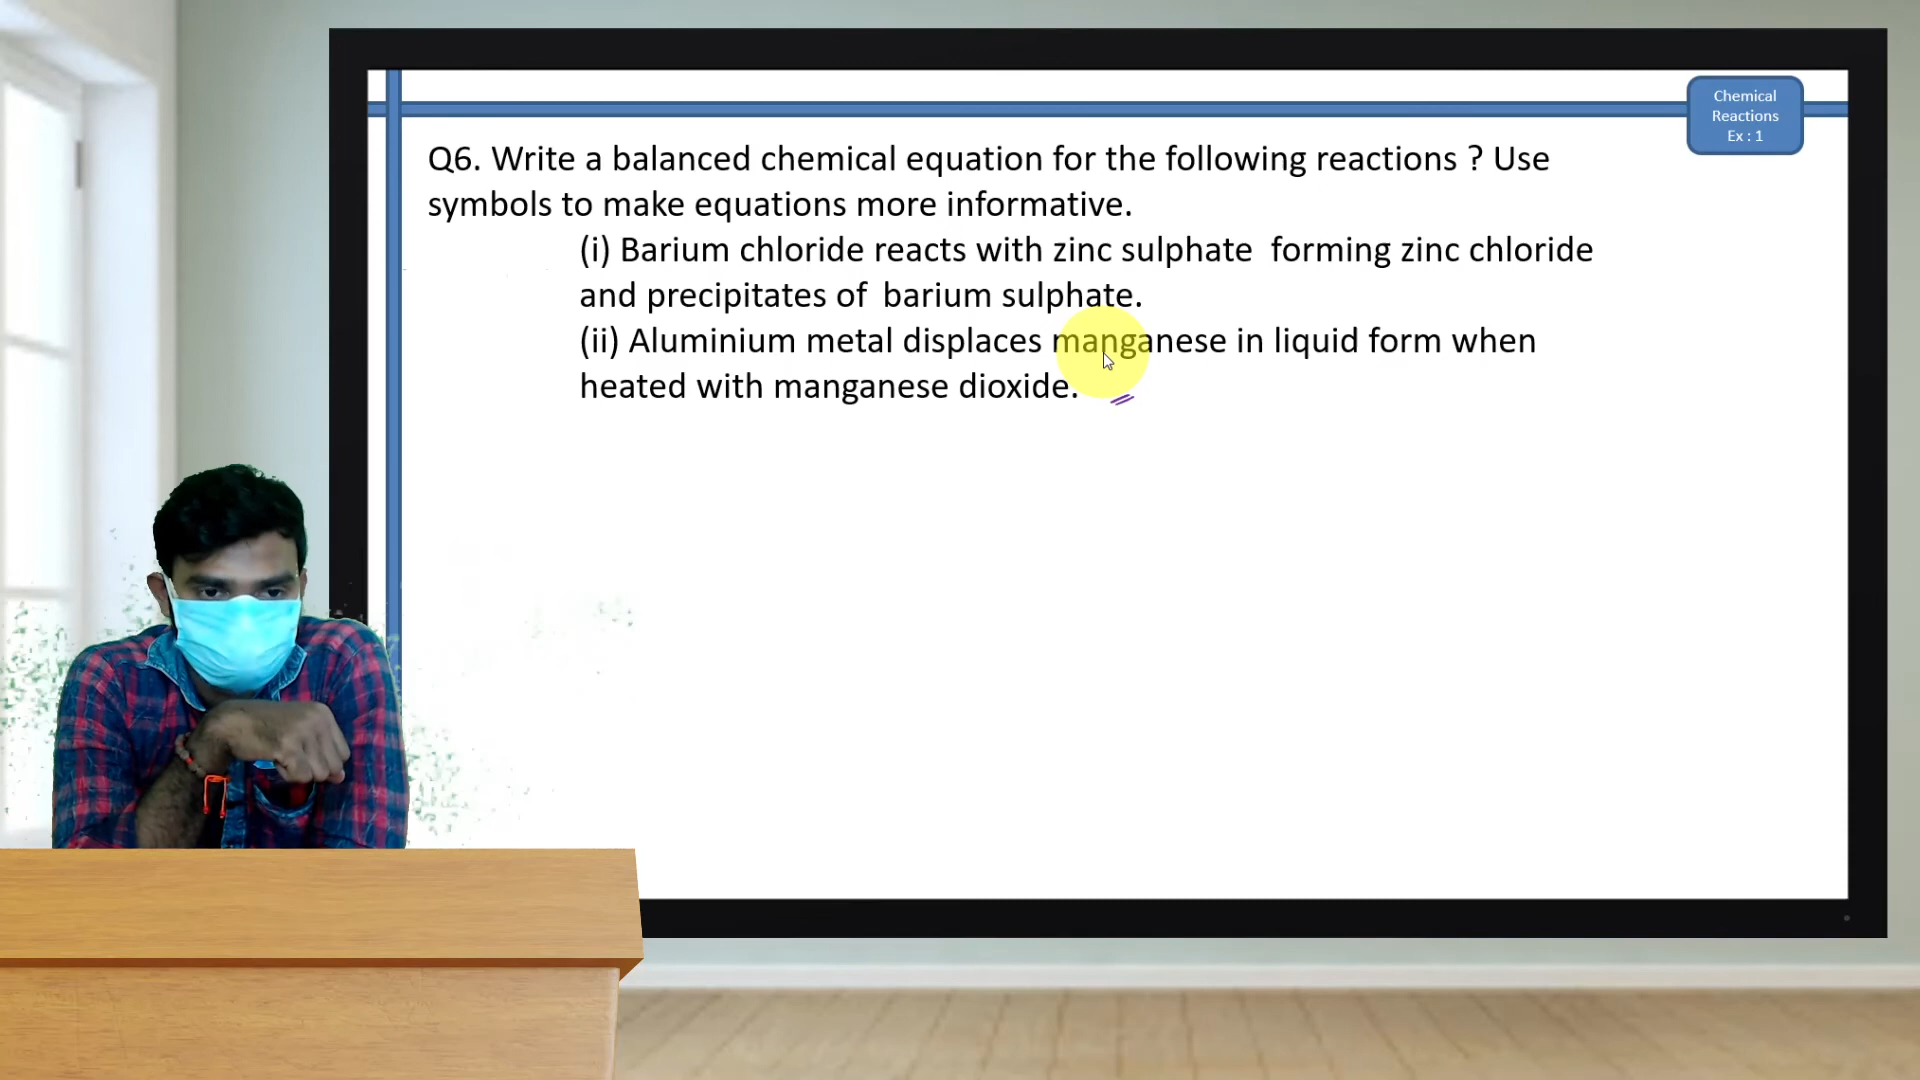 Chemical
Reactions
Ex : 1
Q6. Write a balanced chemical equation for the following reactions ? Use
symbols to make equations more informative.
(i) Barium chloride reacts with zinc sulphate forming zinc chloride
and precipitates of barium sulphate.
(ii) Aluminium metal displaces manganese in liquid form when
heated with manganese dioxide.